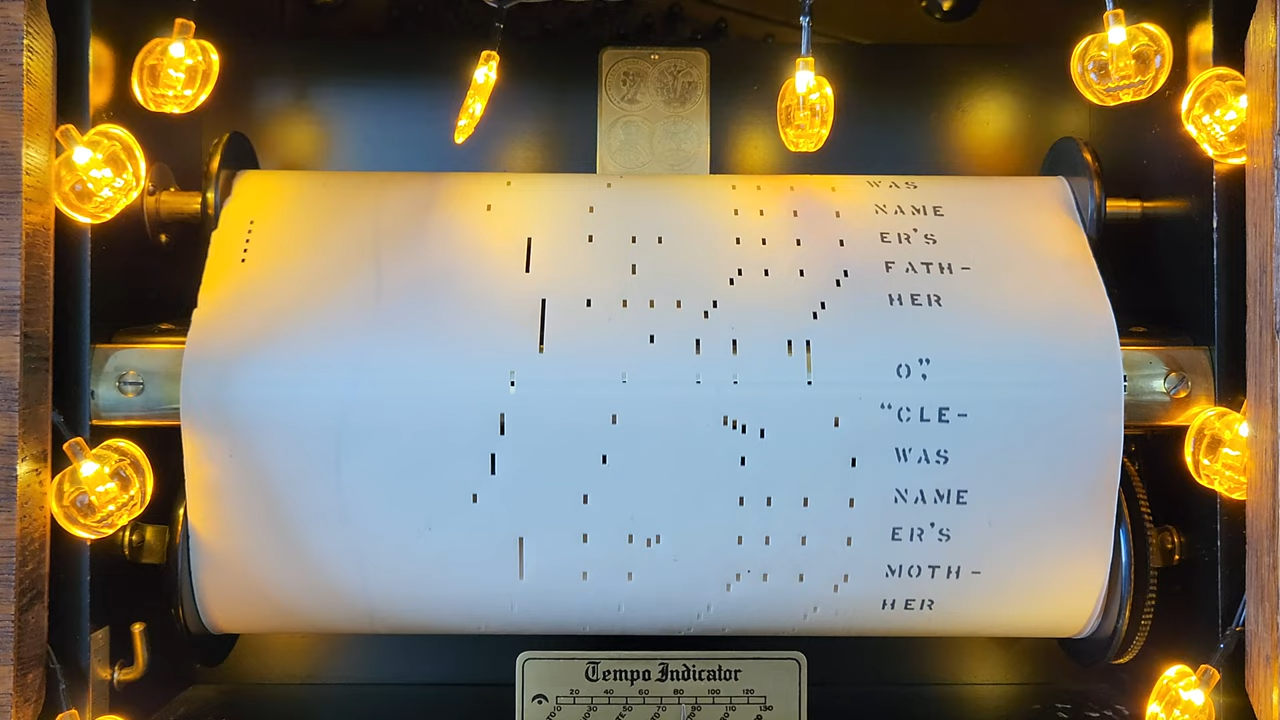 WAS
NAME
ER'S
FATH-
HER
O",
"CLE-
WAS
NAME
ER'S
MOTH-
HER
Tempo Indicator
20 40 60 80 100 120
10 30 50 70 90 110 130